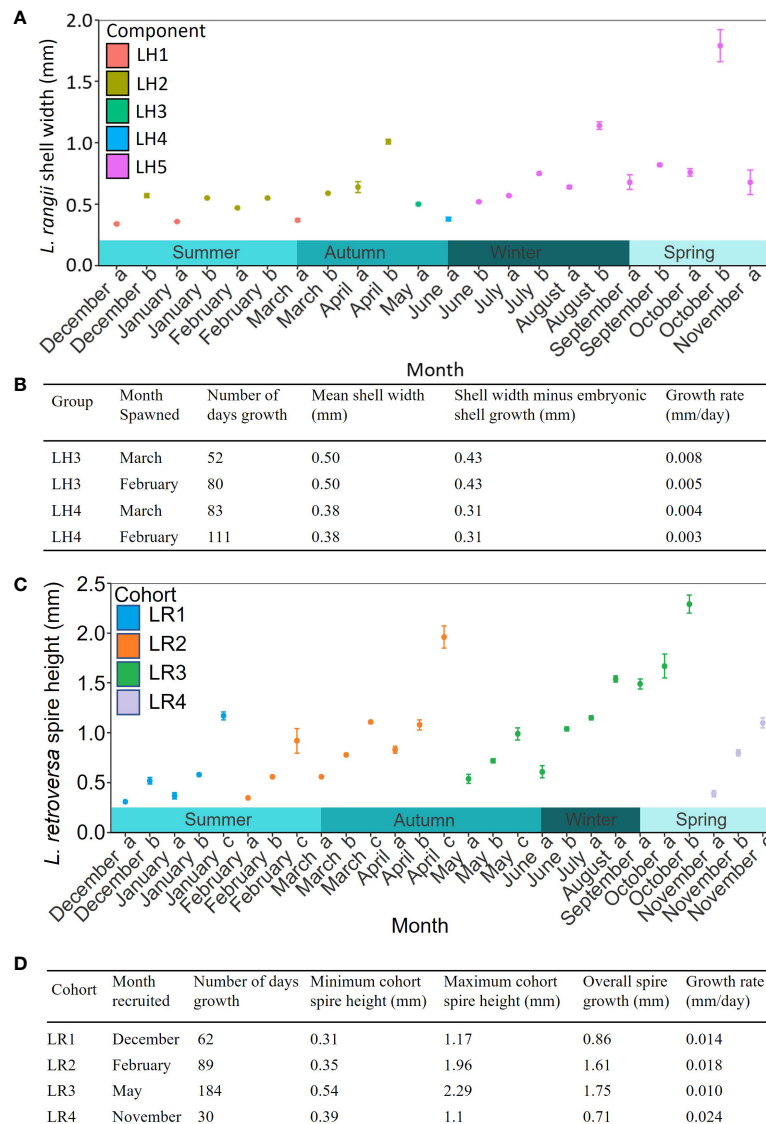 A
L. rangii shell width (mm)
2.0
1.5
1.0
0.5
0.0
Component
LH1
LH2
LH3
LH4
LH5
Summer Autumn Winter Spring
December a
December b
January a
January b
February a
February b
March a
March b
April a
April b
May a
June a
June b
July a
July b
August a
August b
September a
September b
October a
October b
November a
Month
B
Group Month Spawned Number of days growth Mean shell width (mm) Shell width minus embryonic shell growth (mm) Growth rate (mm/day)
LH3 March 52 0.50 0.43 0.008
LH3 February 80 0.50 0.43 0.005
LH4 March 83 0.38 0.31 0.004
LH4 February 111 0.38 0.31 0.003
C
L. retroversa spire height (mm)
2.5
2.0
1.5
1.0
0.5
0.0
Cohort
LR1
LR2
LR3
LR4
Summer Autumn Winter Spring
December a
December b
January a
January b
January c
February a
February b
February c
March a
March b
March c
April a
April b
April c
May a
May b
May c
June a
June b
July a
August a
September a
October a
October b
November a
November b
November c
Month
D
Cohort Month recruited Number of days growth Minimum cohort spire height (mm) Maximum cohort spire height (mm) Overall spire growth (mm) Growth rate (mm/day)
LR1 December 62 0.31 1.17 0.86 0.014
LR2 February 89 0.35 1.96 1.61 0.018
LR3 May 184 0.54 2.29 1.75 0.010
LR4 November 30 0.39 1.1 0.71 0.024